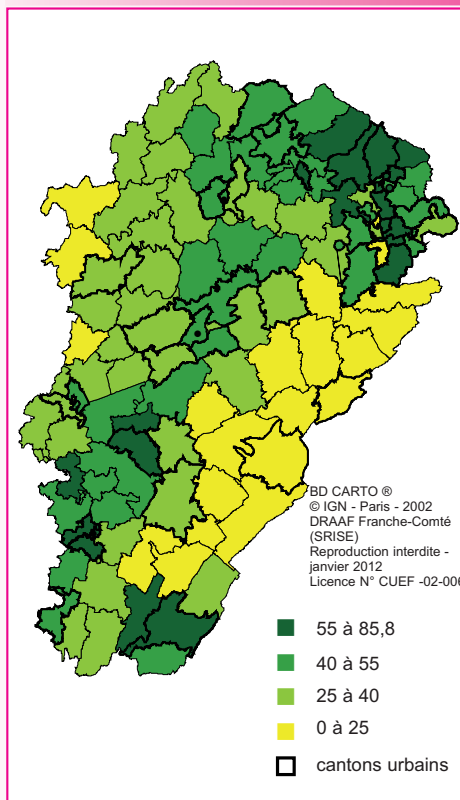 BD CARTO ®
© IGN - Paris - 2002
DRAAF Franche-Comté
(SRISE)
Reproduction interdite -
janvier 2012
Licence N° CUEF -02-006
55 à 85,8
40 à 55
25 à 40
0 à 25
cantons urbains